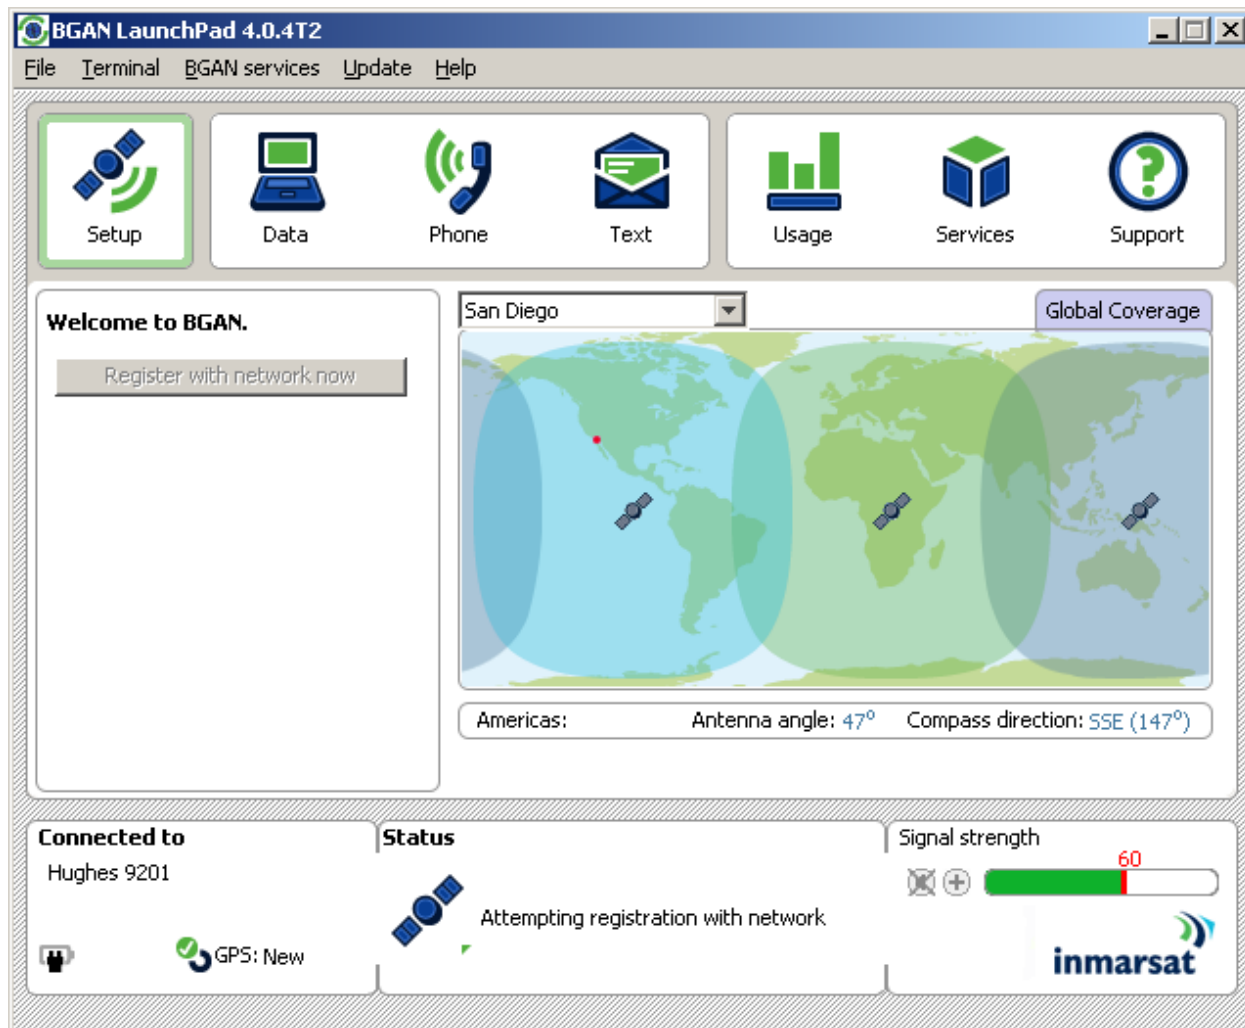 BGAN LaunchPad 4.0.4T2
File Terminal BGAN services Update Help
Setup Data Phone Text Usage Services Support
Welcome to BGAN.
Register with network now
San Diego
Global Coverage
Americas: Antenna angle: 47° Compass direction: SSE (147°)
Connected to
Hughes 9201
GPS: New
Status
Attempting registration with network
Signal strength
60
inmarsat